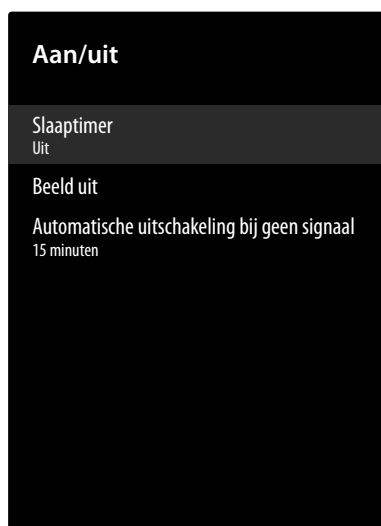 Aan/uit
Slaaptimer
Uit
Beeld uit
Automatische uitschakeling bij geen signaal
15 minuten